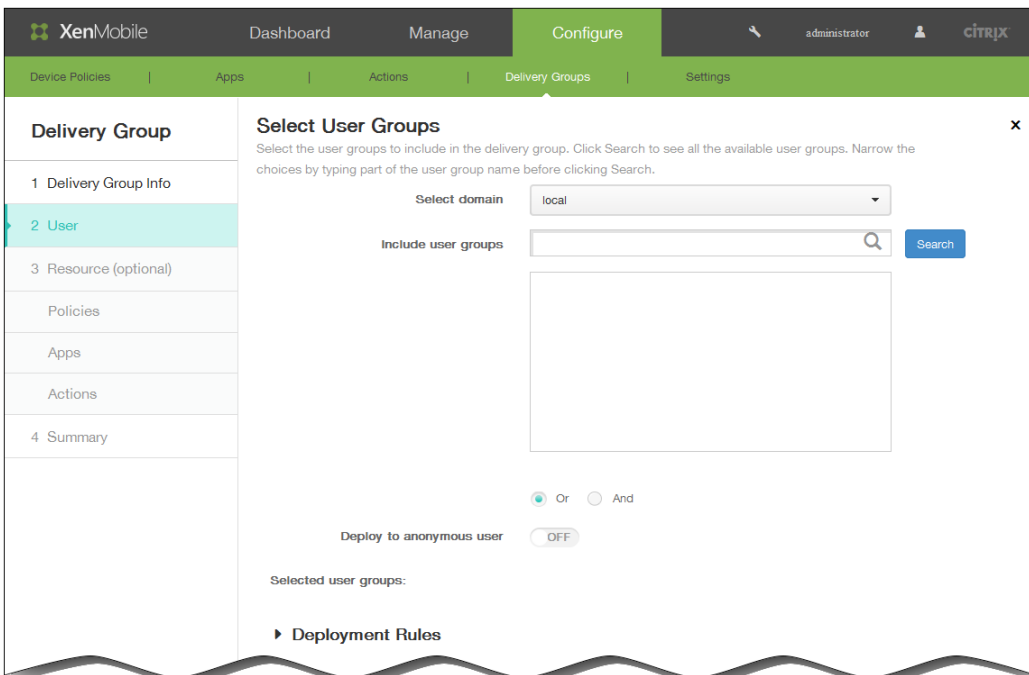 XenMobile Dashboard Manage Configure administrator CİTRIX
Device Policies | Apps | Actions | Delivery Groups | Settings
Delivery Group
1 Delivery Group Info
2 User
3 Resource (optional)
Policies
Apps
Actions
4 Summary
Select User Groups x
Select the user groups to include in the delivery group. Click Search to see all the available user groups. Narrow the
choices by typing part of the user group name before clicking Search.
Select domain local
Include user groups Search
Or And
Deploy to anonymous user OFF
Selected user groups:
Deployment Rules